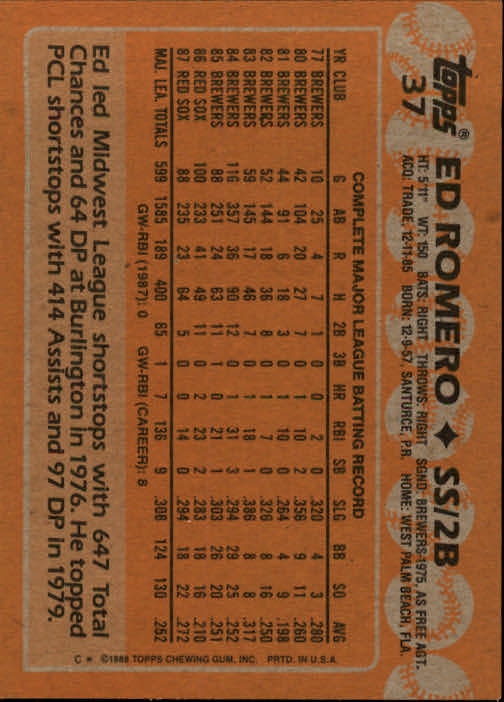 topps®
37
ED ROMERO ✦ SS/2B
HT: 5'11" WT: 150 BATS: RIGHT THROWS: RIGHT SGND: BREWERS-1975, AS FREE AGT.
ACQ: TRADE, 12-11-85 BORN: 12-9-57, SANTURCE, P.R. HOME: WEST PALM BEACH, FLA.
COMPLETE MAJOR LEAGUE BATTING RECORD
YR CLUB G AB R H 2B 3B HR RBI SB SLG BB SO AVG
77 BREWERS 10 25 4 7 1 0 0 2 0 .320 4 3 .280
80 BREWERS 42 104 20 27 7 0 1 10 2 .356 9 11 .260
81 BREWERS 44 91 6 18 3 0 1 10 0 .264 4 9 .198
82 BREWERS 52 144 18 36 8 0 1 7 0 .326 8 16 .250
83 BREWERS 59 145 17 46 7 0 1 18 1 .386 8 8 .317
84 BREWERS 116 357 36 90 12 0 1 31 3 .294 29 25 .252
85 BREWERS 88 251 24 63 11 1 0 21 1 .303 26 20 .251
86 RED SOX 100 233 41 49 11 0 2 23 2 .283 18 16 .210
87 RED SOX 88 235 23 64 5 0 0 14 0 .294 18 22 .272
MAJ. LEA. TOTALS 599 1585 189 400 65 1 7 136 9 .308 124 130 .252
GW-RBI (1987): 0 GW-RBI (CAREER): 8
Ed led Midwest League shortstops with 647 Total
Chances and 64 DP at Burlington in 1976. He topped
PCL shortstops with 414 Assists and 97 DP in 1979.
C * ©1988 TOPPS CHEWING GUM, INC. PRTD. IN U.S.A.